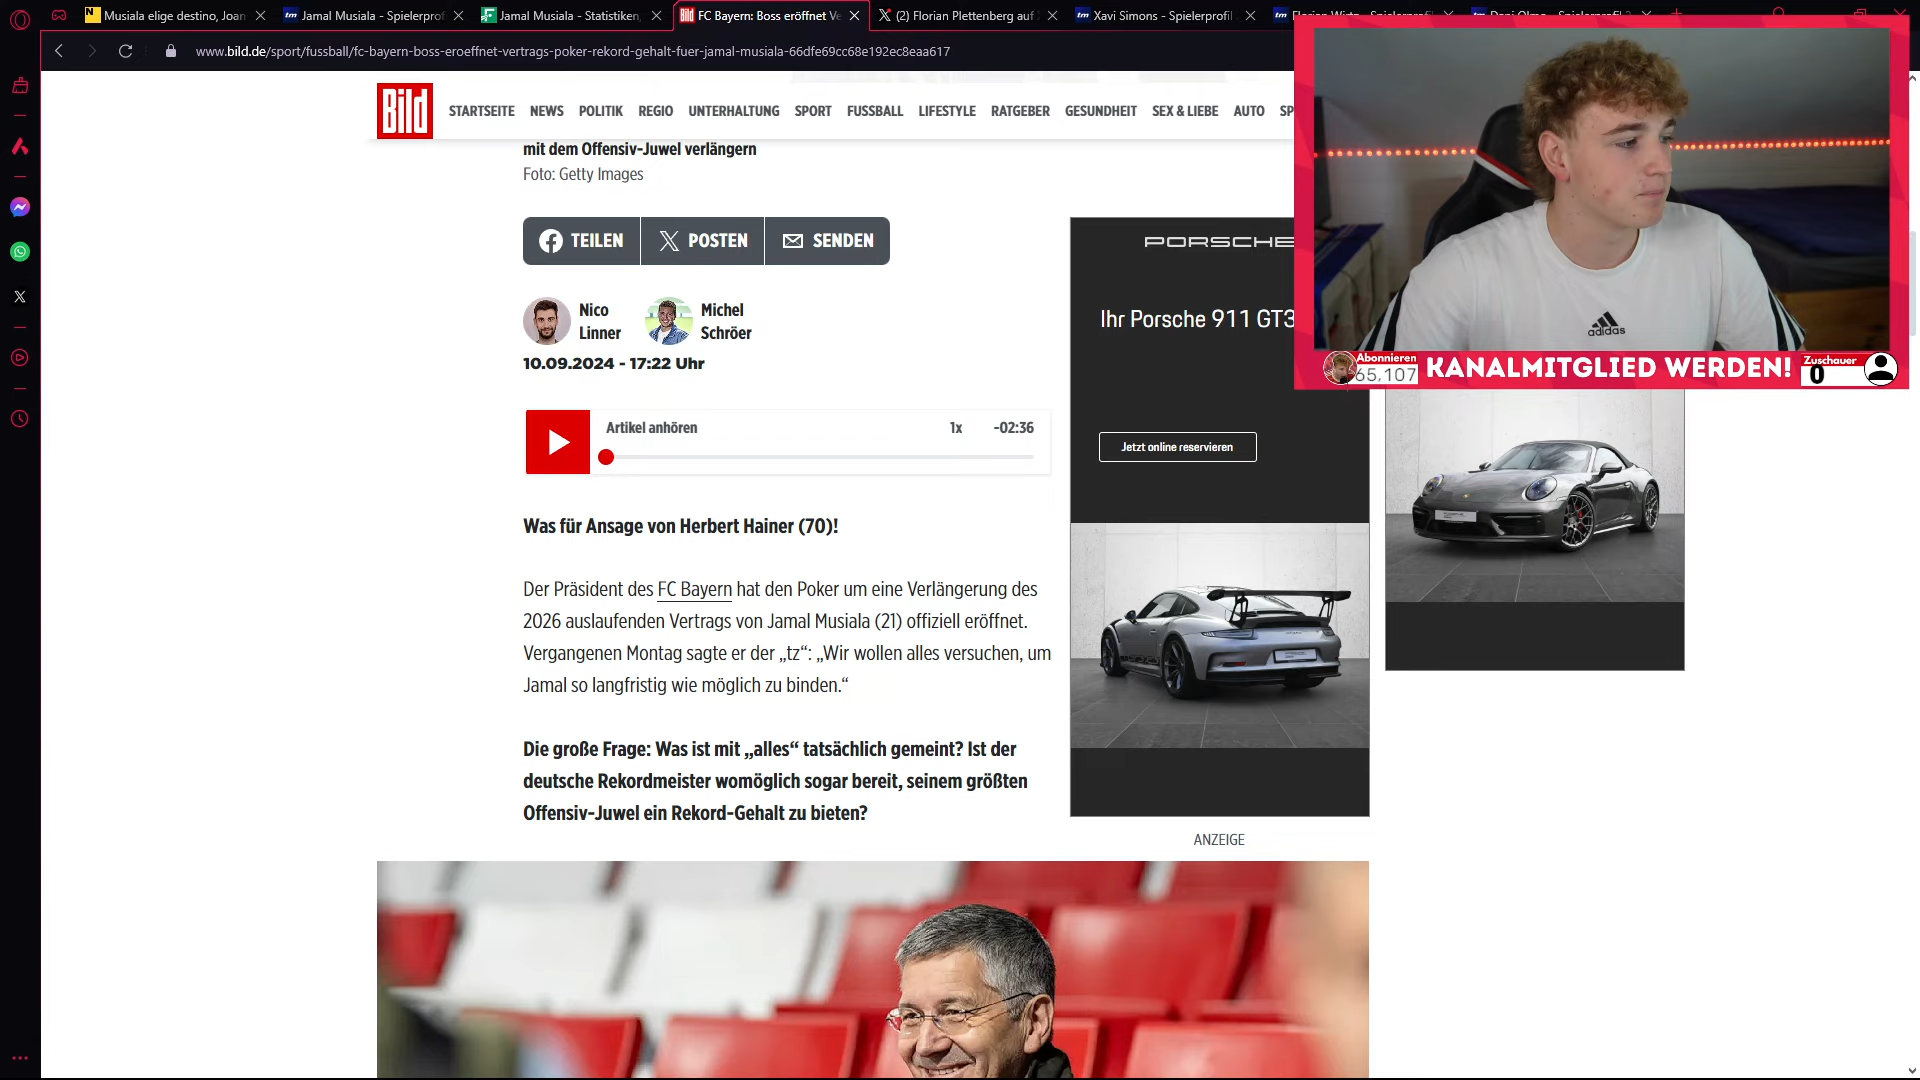 Musiala elige destino, Joan
Jamal Musiala - Spielerprof
Jamal Musiala - Statistiken,
Bild FC Bayern: Boss eröffnet Ve
(2) Florian Plettenberg auf
Xavi Simons - Spielerprofil
www.bild.de/sport/fussball/fc-bayern-boss-eroeffnet-vertrags-poker-rekord-gehalt-fuer-jamal-musiala-66dfe69cc68e192ec8eaa617
Bild STARTSEITE NEWS POLITIK REGIO UNTERHALTUNG SPORT FUSSBALL LIFESTYLE RATGEBER GESUNDHEIT SEX & LIEBE AUTO SP
mit dem Offensiv-Juwel verlängern
Foto: Getty Images
TEILEN POSTEN SENDEN
Nico
Linner
Michel
Schröer
10.09.2024 - 17:22 Uhr
Artikel anhören 1x -02:36
Was für Ansage von Herbert Hainer (70)!
Der Präsident des FC Bayern hat den Poker um eine Verlängerung des
2026 auslaufenden Vertrags von Jamal Musiala (21) offiziell eröffnet.
Vergangenen Montag sagte er der „tz“: „Wir wollen alles versuchen, um
Jamal so langfristig wie möglich zu binden.“
Die große Frage: Was ist mit „alles“ tatsächlich gemeint? Ist der
deutsche Rekordmeister womöglich sogar bereit, seinem größten
Offensiv-Juwel ein Rekord-Gehalt zu bieten?
PORSCHE
Ihr Porsche 911 GT3
Jetzt online reservieren
ANZEIGE
adidas
Abonnieren
65,107
KANALMITGLIED WERDEN!
Zuschauer
0